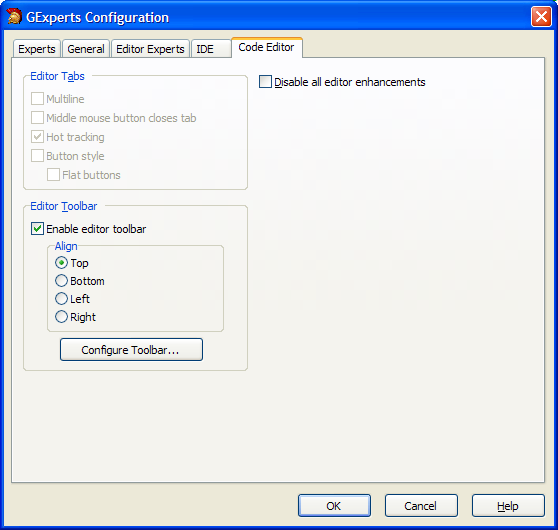 GExperts Configuration
Experts General Editor Experts IDE Code Editor
Editor Tabs
Disable all editor enhancements
Multiline
Middle mouse button closes tab
Hot tracking
Button style
Flat buttons
Editor Toolbar
Enable editor toolbar
Align
Top
Bottom
Left
Right
Configure Toolbar...
OK Cancel Help